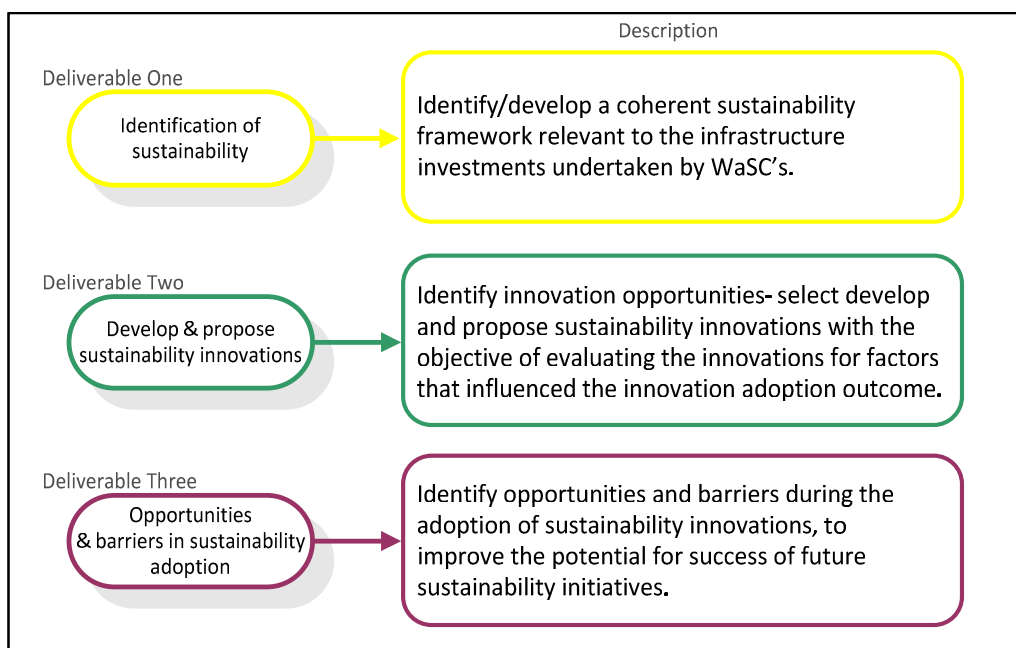 Description
Deliverable One
Identification of
sustainability
Identify/develop a coherent sustainability
framework relevant to the infrastructure
investments undertaken by WaSC’s.
Deliverable Two
Develop & propose
sustainability innovations
Identify innovation opportunities- select develop
and propose sustainability innovations with the
objective of evaluating the innovations for factors
that influenced the innovation adoption outcome.
Deliverable Three
Opportunities
& barriers in sustainability
adoption
Identify opportunities and barriers during the
adoption of sustainability innovations, to
improve the potential for success of future
sustainability initiatives.